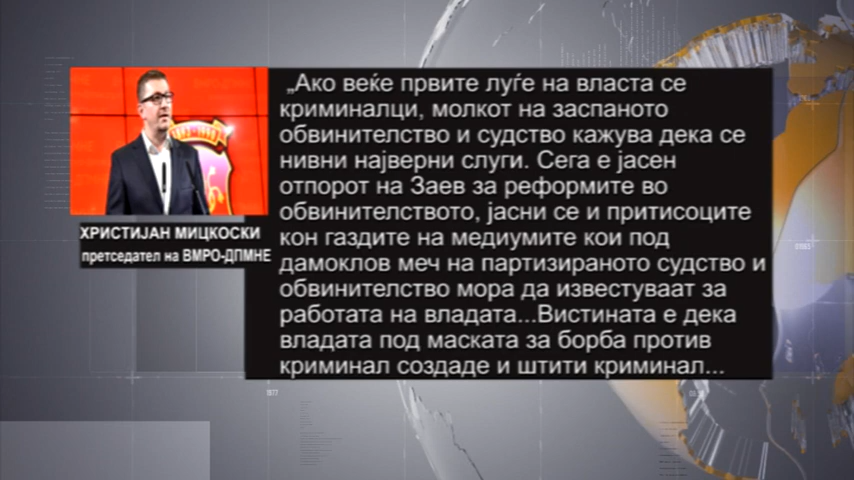 „Ако веќе првите луѓе на власта се
криминалци, молкот на заспаното
обвинителство и судство кажува дека се
нивни најверни слуги. Сега е јасен
отпорот на Заев за реформите во
обвинителството, јасни се и притисоците
кон газдите на медиумите кои под
дамоклов меч на партизираното судство и
обвинителство мора да известуваат за
работата на владата...Вистината е дека
владата под маската за борба против
криминал создаде и штити криминал...
ХРИСТИЈАН МИЦКОСКИ
претседател на ВМРО-ДПМНЕ
1977